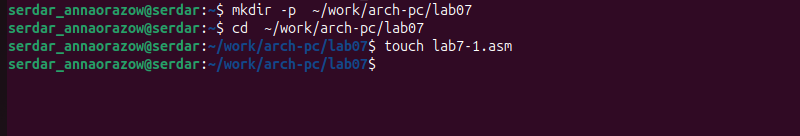 serdar_annaorazow@serdar:~$ mkdir -p  ~/work/arch-pc/lab07
serdar_annaorazow@serdar:~$ cd  ~/work/arch-pc/lab07
serdar_annaorazow@serdar:~/work/arch-pc/lab07$ touch lab7-1.asm
serdar_annaorazow@serdar:~/work/arch-pc/lab07$